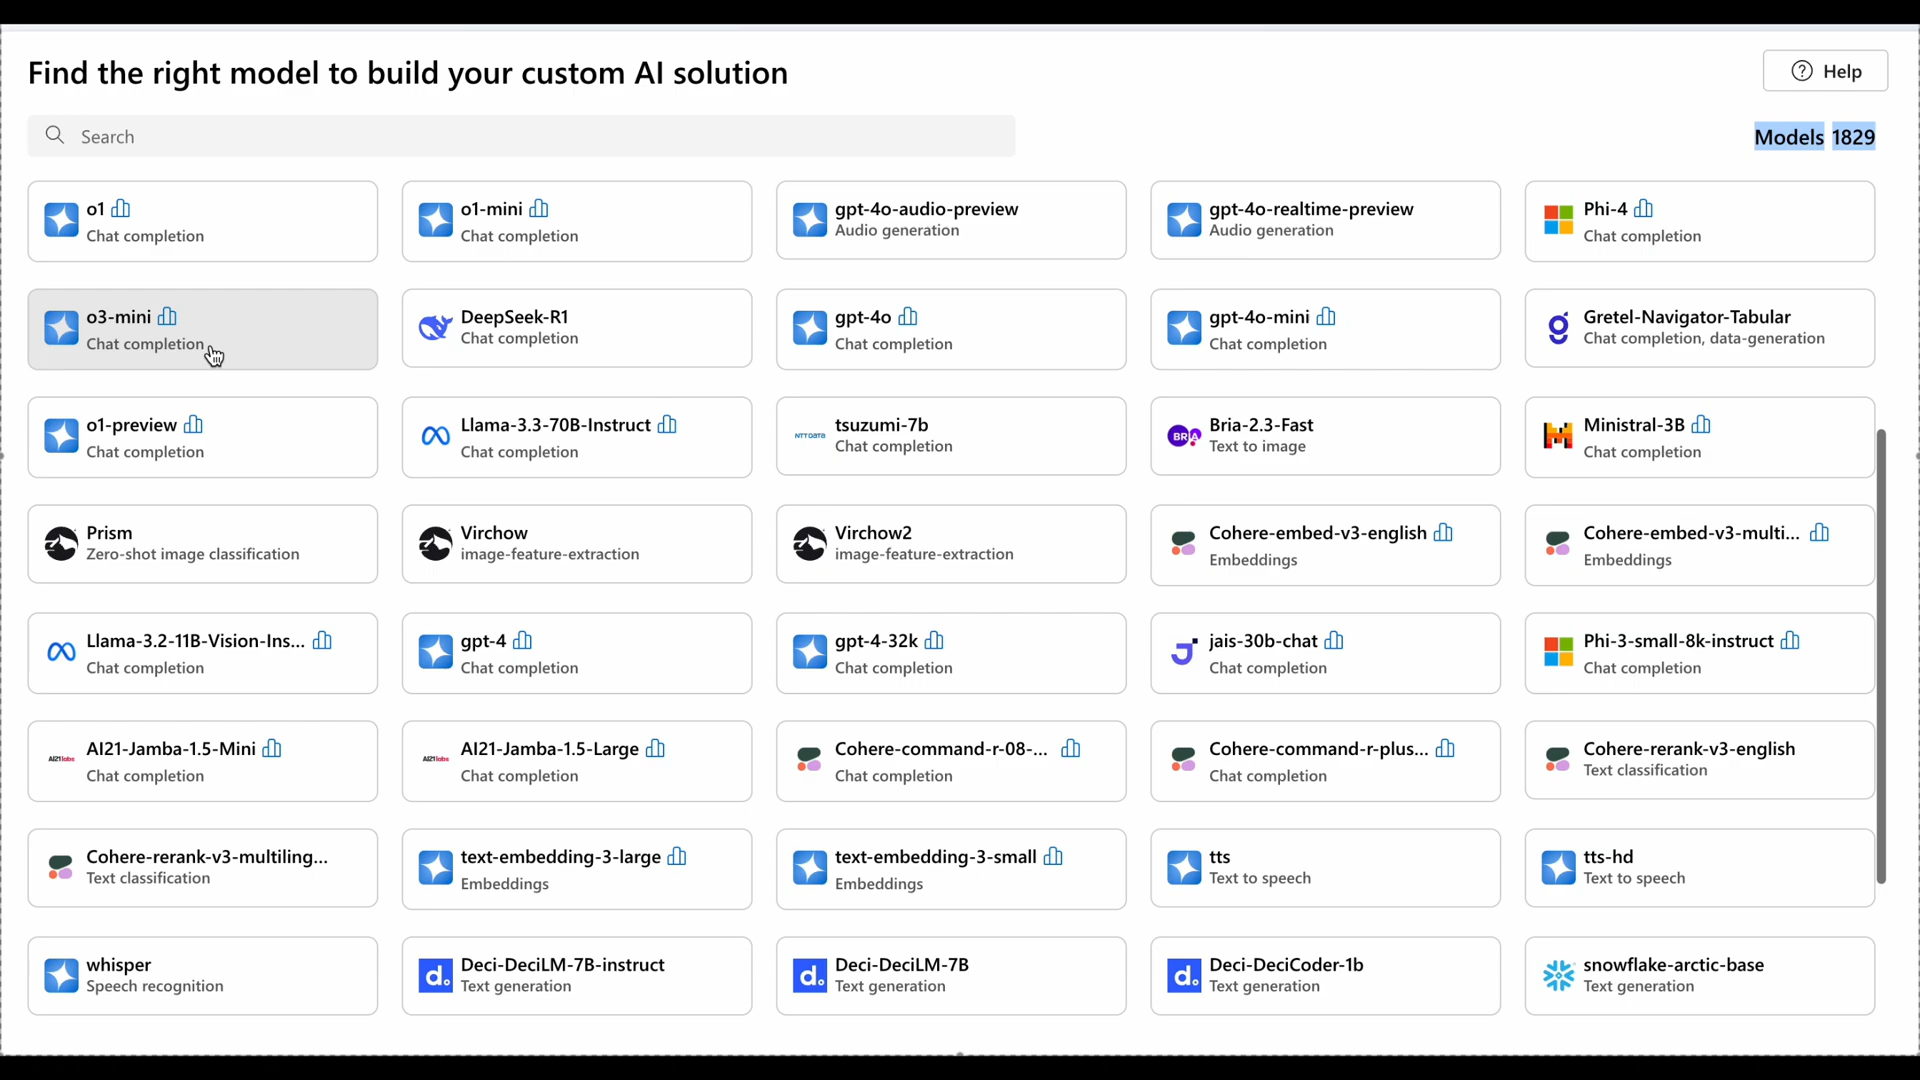 Find the right model to build your custom AI solution
Help
Search
Models 1829
o1
Chat completion
o1-mini
Chat completion
gpt-4o-audio-preview
Audio generation
gpt-4o-realtime-preview
Audio generation
Phi-4
Chat completion
o3-mini
Chat completion
DeepSeek-R1
Chat completion
gpt-4o
Chat completion
gpt-4o-mini
Chat completion
Gretel-Navigator-Tabular
Chat completion, data-generation
o1-preview
Chat completion
Llama-3.3-70B-Instruct
Chat completion
NTT DATA
tsuzumi-7b
Chat completion
BRIA
Bria-2.3-Fast
Text to image
Ministral-3B
Chat completion
Prism
Zero-shot image classification
Virchow
image-feature-extraction
Virchow2
image-feature-extraction
Cohere-embed-v3-english
Embeddings
Cohere-embed-v3-multi...
Embeddings
Llama-3.2-11B-Vision-Ins...
Chat completion
gpt-4
Chat completion
gpt-4-32k
Chat completion
jais-30b-chat
Chat completion
Phi-3-small-8k-instruct
Chat completion
AI21labs
AI21-Jamba-1.5-Mini
Chat completion
AI21labs
AI21-Jamba-1.5-Large
Chat completion
Cohere-command-r-08-...
Chat completion
Cohere-command-r-plus...
Chat completion
Cohere-rerank-v3-english
Text classification
Cohere-rerank-v3-multiling...
Text classification
text-embedding-3-large
Embeddings
text-embedding-3-small
Embeddings
tts
Text to speech
tts-hd
Text to speech
whisper
Speech recognition
d.
Deci-DeciLM-7B-instruct
Text generation
d.
Deci-DeciLM-7B
Text generation
d.
Deci-DeciCoder-1b
Text generation
snowflake-arctic-base
Text generation